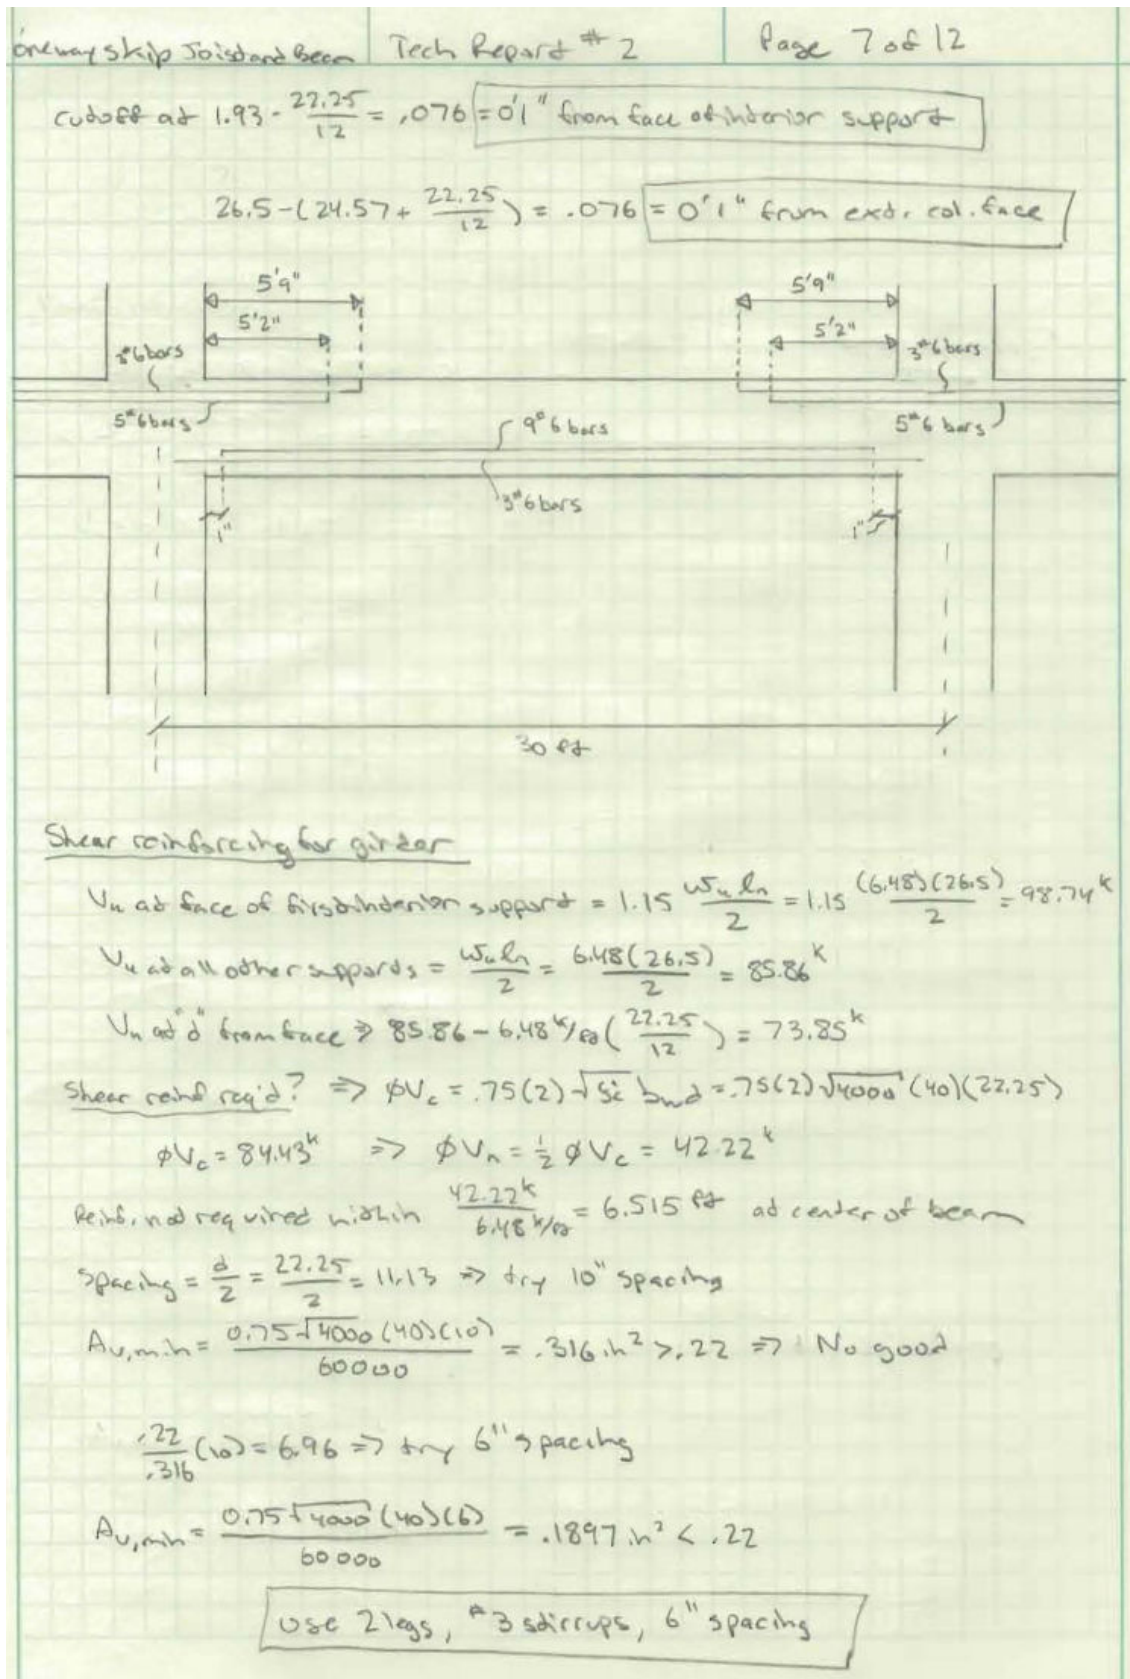 oneway skip Joist and Beam Tech Report #2 Page 7 of 12
cutoff at 1.93 - 22.25/12 = .076 = 0'1" from face of interior support
26.5 - (24.57 + 22.25/12) = .076 = 0'1" from ext. col. face
5'9" 5'9"
5'2" 5'2"
3#6 bars 3#6 bars
5#6 bars 9#6 bars 5#6 bars
3#6 bars
1" 1"
30 ft
Shear reinforcing for girder
Vu at face of first interior support = 1.15 wu ln/2 = 1.15 (6.48)(26.5)/2 = 98.74k
Vu at all other supports = wu ln/2 = 6.48(26.5)/2 = 85.86k
Vu at "d" from face ⇒ 85.86 - 6.48 k/ft (22.25/12) = 73.85k
Shear reinf req'd? ⇒ φVc = .75(2)√f'c bwd = .75(2)√4000 (40)(22.25)
φVc = 84.43k ⇒ φVn = 1/2 φVc = 42.22k
Reinf. not required within 42.22k/6.48 k/ft = 6.515 ft at center of beam
Spacing = d/2 = 22.25/2 = 11.13 ⇒ try 10" spacing
Av,min = 0.75√4000 (40)(10)/60000 = .316 in² > .22 ⇒ No good
.22/.316 (10) = 6.96 ⇒ try 6" spacing
Av,min = 0.75√4000 (40)(6)/60000 = .1897 in² < .22
Use 2 legs, #3 stirrups, 6" spacing